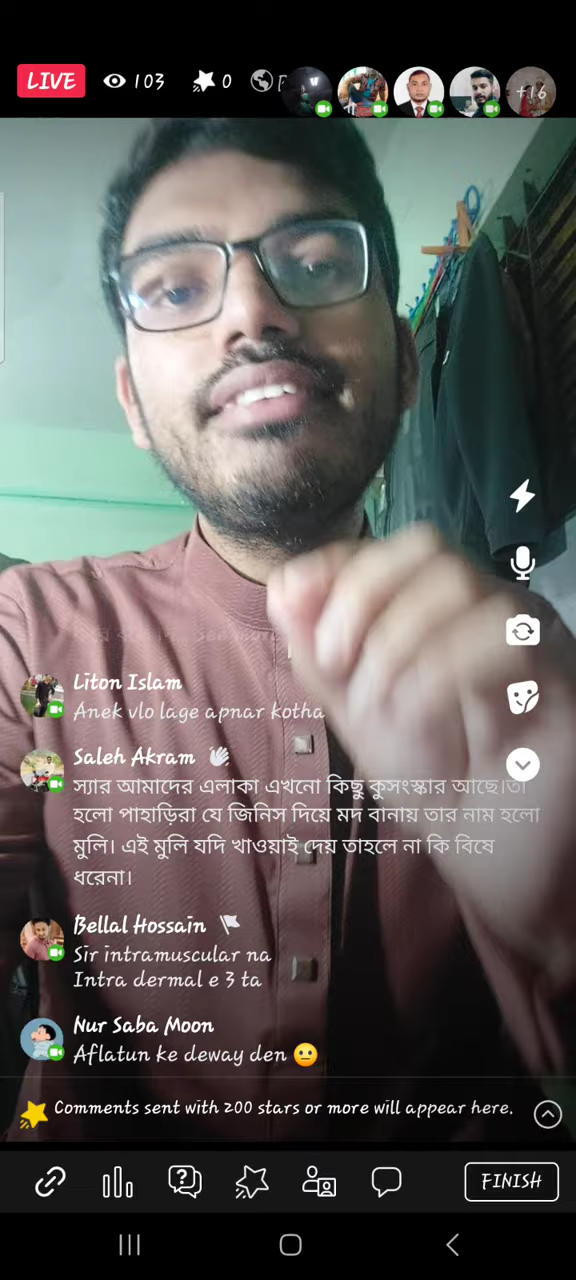 LIVE
103
0
+16
Liton Islam
Anek vlo lage apnar kotha
Saleh Akram
স্যার আমাদের এলাকা এখনো কিছু কুসংস্কার আছে।তা
হলো পাহাড়িরা যে জিনিস দিয়ে মদ বানায় তার নাম হলো
মুলি। এই মুলি যদি খাওয়াই দেয় তাহলে না কি বিষে
ধরেনা।
Bellal Hossain
Sir intramuscular na
Intra dermal e 3 ta
Nur Saba Moon
Aflatun ke deway den 😐
Comments sent with 200 stars or more will appear here.
FINISH